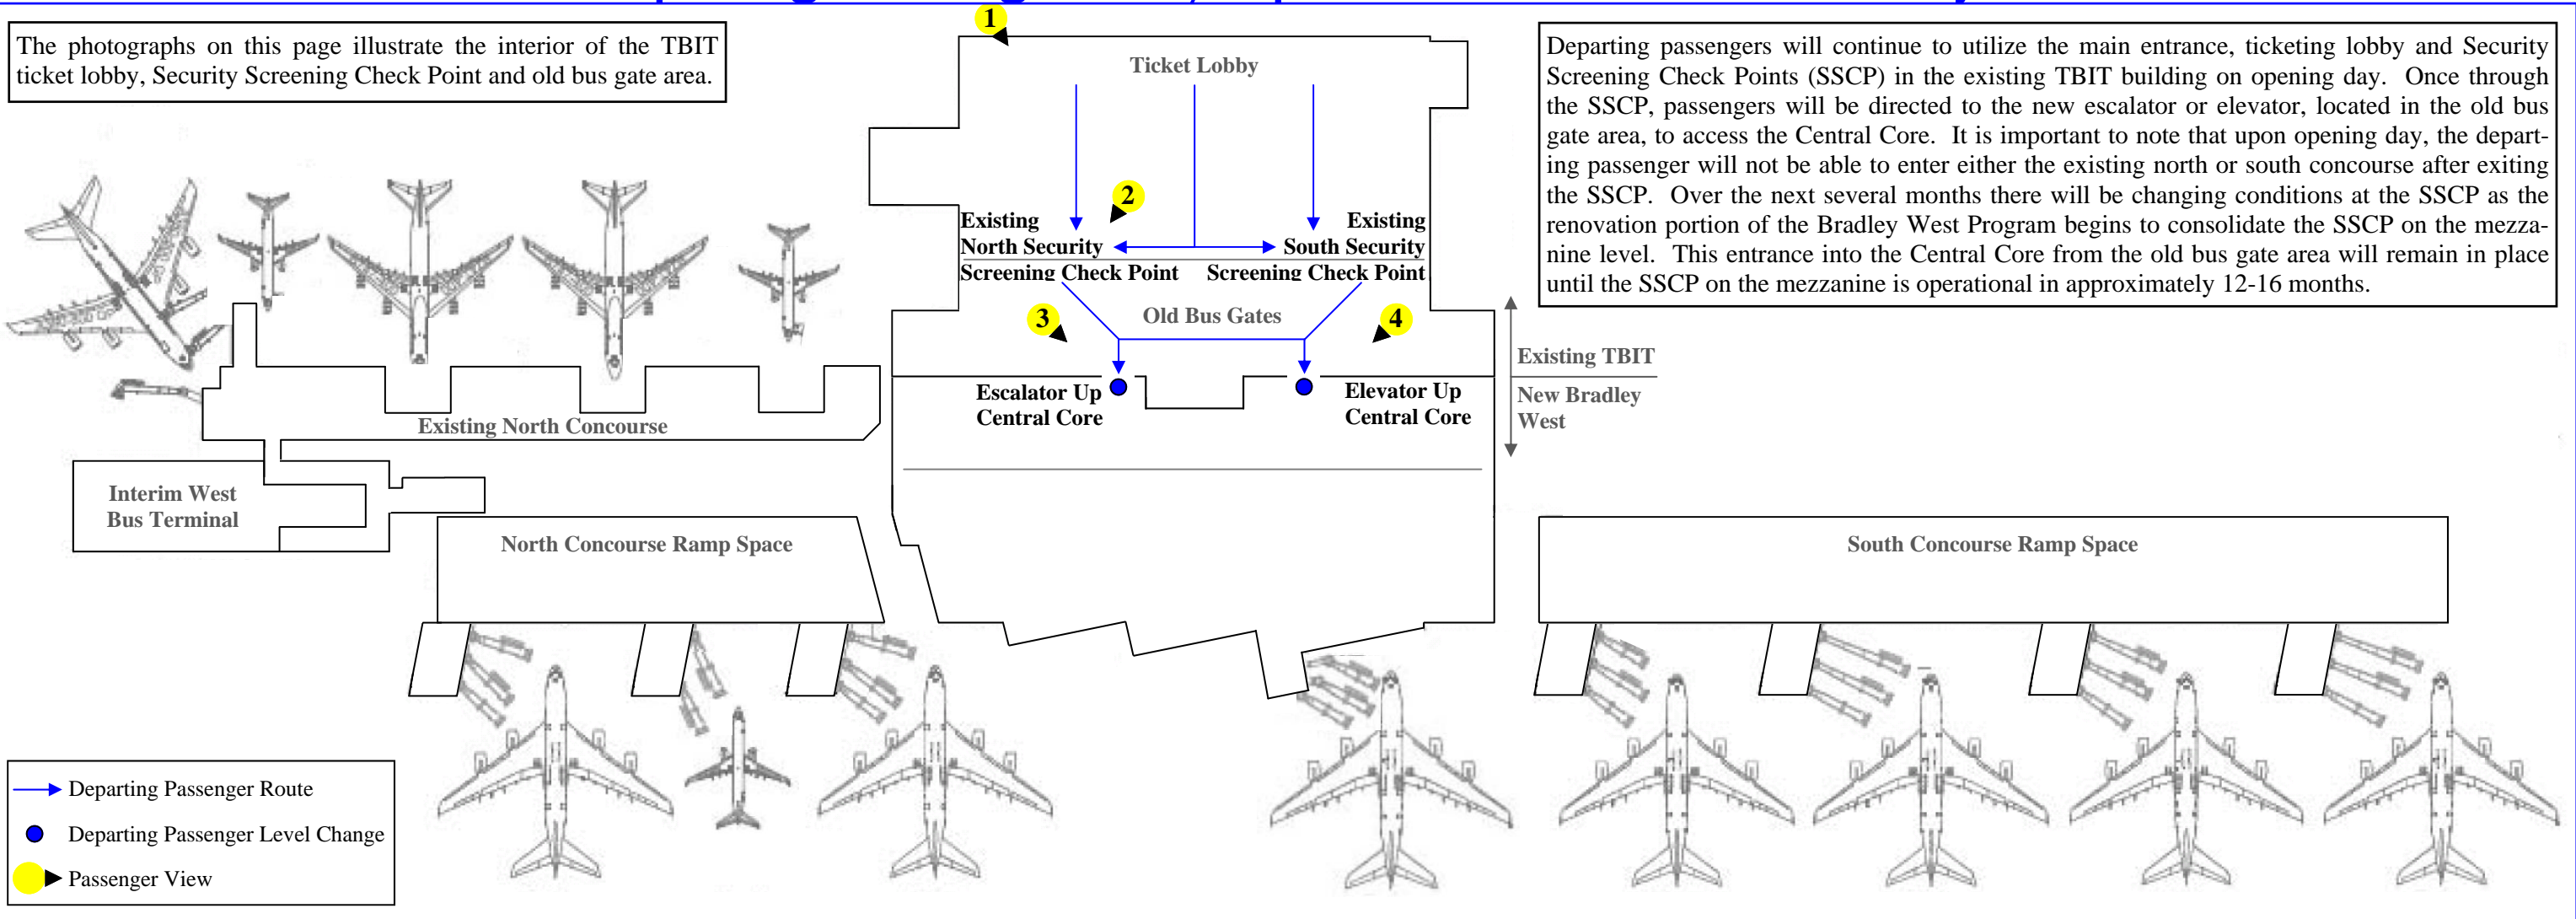 The photographs on this page illustrate the interior of the TBIT
ticket lobby, Security Screening Check Point and old bus gate area.
1
Ticket Lobby
Departing passengers will continue to utilize the main entrance, ticketing lobby and Security
Screening Check Points (SSCP) in the existing TBIT building on opening day. Once through
the SSCP, passengers will be directed to the new escalator or elevator, located in the old bus
gate area, to access the Central Core. It is important to note that upon opening day, the depart-
ing passenger will not be able to enter either the existing north or south concourse after exiting
the SSCP. Over the next several months there will be changing conditions at the SSCP as the
renovation portion of the Bradley West Program begins to consolidate the SSCP on the mezza-
nine level. This entrance into the Central Core from the old bus gate area will remain in place
until the SSCP on the mezzanine is operational in approximately 12-16 months.
2
Existing
North Security
Screening Check Point
Existing
South Security
Screening Check Point
3
Old Bus Gates
4
Existing TBIT
New Bradley
West
Escalator Up
Central Core
Elevator Up
Central Core
Existing North Concourse
Interim West
Bus Terminal
North Concourse Ramp Space
South Concourse Ramp Space
Departing Passenger Route
Departing Passenger Level Change
Passenger View